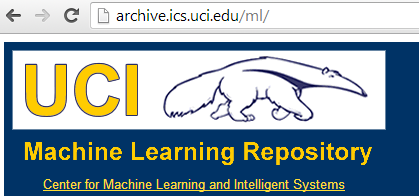 archive.ics.uci.edu/ml/
UCI
Machine Learning Repository
Center for Machine Learning and Intelligent Systems